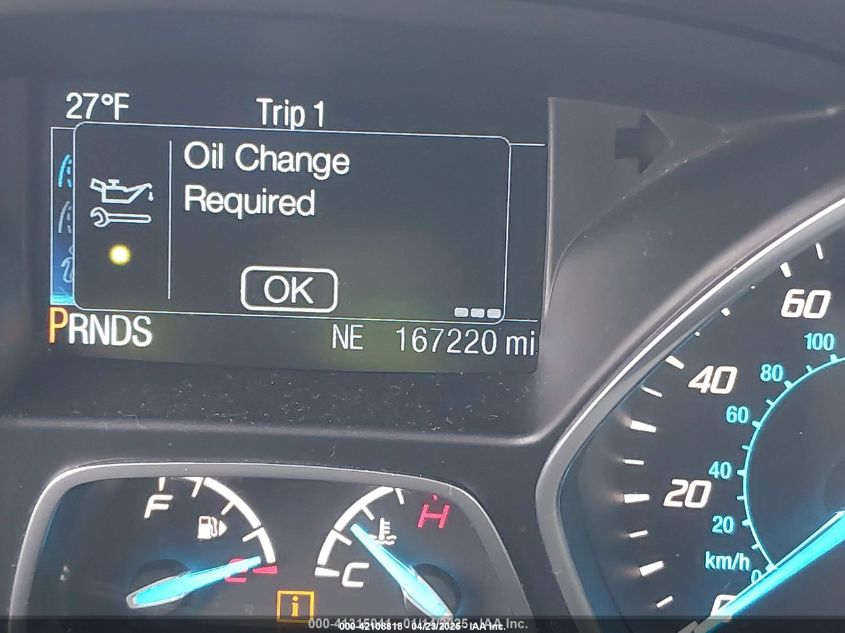 27°F Trip 1
Oil Change
Required
OK
PRNDS NE 167220 mi
60
100
40
80
60
F
H
40
20
20
C
km/h
0
i